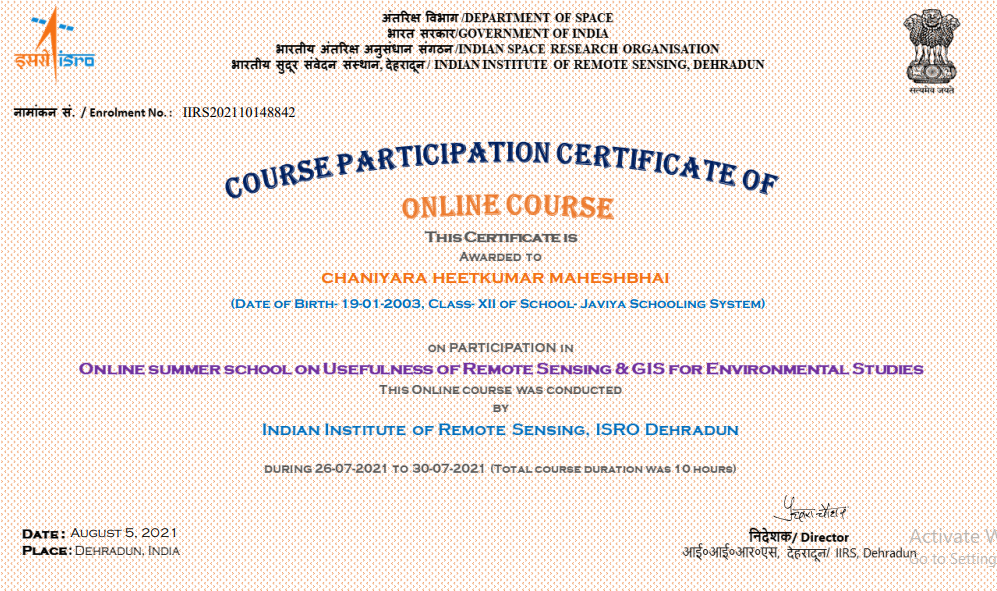 अंतरिक्ष विभाग /DEPARTMENT OF SPACE
भारत सरकार/GOVERNMENT OF INDIA
भारतीय अंतरिक्ष अनुसंधान संगठन/INDIAN SPACE RESEARCH ORGANISATION
भारतीय सुदूर संवेदन संस्थान, देहरादून/ INDIAN INSTITUTE OF REMOTE SENSING, DEHRADUN
इसरो isro
सत्यमेव जयते
नामांकन सं. / Enrolment No. : IIRS202110148842
COURSE PARTICIPATION CERTIFICATE OF
ONLINE COURSE
THIS CERTIFICATE IS
AWARDED TO
CHANIYARA HEETKUMAR MAHESHBHAI
(DATE OF BIRTH- 19-01-2003, CLASS- XII OF SCHOOL- JAVIYA SCHOOLING SYSTEM)
ON PARTICIPATION IN
ONLINE SUMMER SCHOOL ON USEFULNESS OF REMOTE SENSING & GIS FOR ENVIRONMENTAL STUDIES
THIS ONLINE COURSE WAS CONDUCTED
BY
INDIAN INSTITUTE OF REMOTE SENSING, ISRO DEHRADUN
DURING 26-07-2021 TO 30-07-2021 (TOTAL COURSE DURATION WAS 10 HOURS)
DATE : AUGUST 5, 2021
PLACE: DEHRADUN, INDIA
निदेशक/ Director
आई०आई०आर०एस, देहरादून/ IIRS, Dehradun
Activate W
Go to Setting